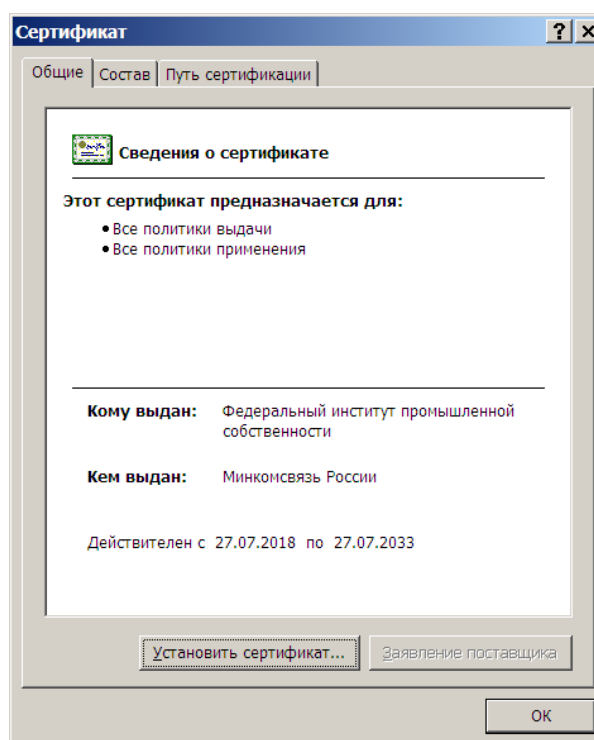 Сертификат
Общие Состав Путь сертификации
Сведения о сертификате
Этот сертификат предназначается для:
• Все политики выдачи
• Все политики применения
Кому выдан: Федеральный институт промышленной
собственности
Кем выдан: Минкомсвязь России
Действителен с 27.07.2018 по 27.07.2033
Установить сертификат... Заявление поставщика
ОК